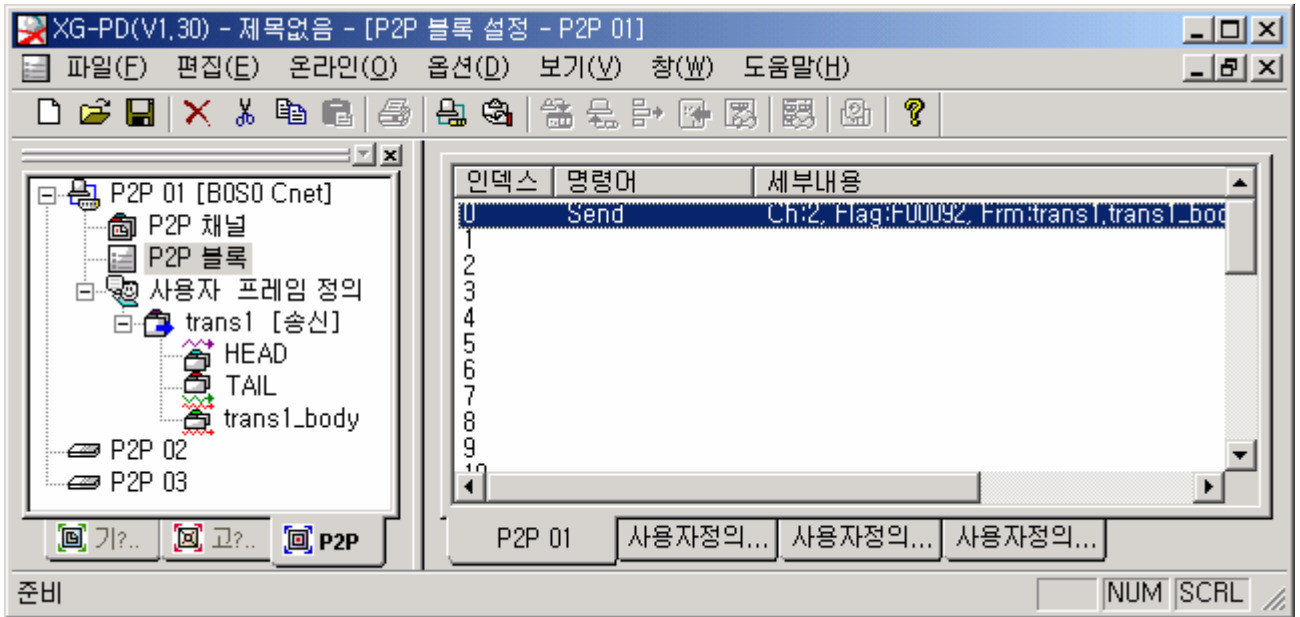 XG-PD(V1,30) - 제목없음 - [P2P 블록 설정 - P2P 01]
파일(F) 편집(E) 온라인(O) 옵션(D) 보기(V) 창(W) 도움말(H)
P2P 01 [B0S0 Cnet]
P2P 채널
P2P 블록
사용자 프레임 정의
trans1 [송신]
HEAD
TAIL
trans1_body
P2P 02
P2P 03
기?.. 고?.. P2P
인덱스 명령어 세부내용
0 Send Ch:2, Flag:F00092, Frm:trans1,trans1_bod
1
2
3
4
5
6
7
8
9
10
P2P 01 사용자정의... 사용자정의... 사용자정의...
준비 NUM SCRL